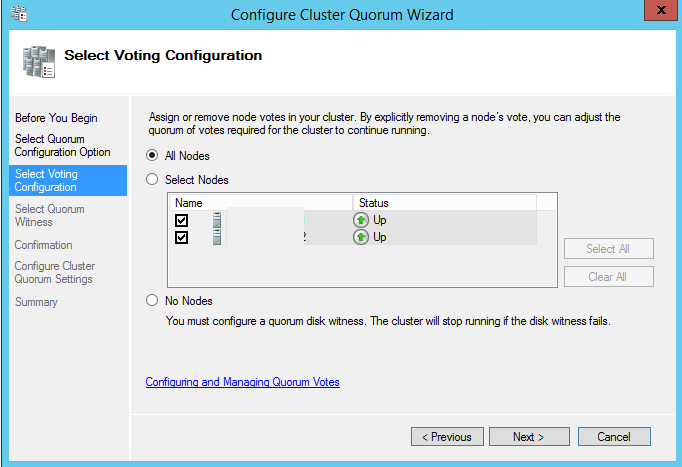 Configure Cluster Quorum Wizard
x
Select Voting Configuration
Before You Begin
Select Quorum
Configuration Option
Select Voting
Configuration
Select Quorum
Witness
Confirmation
Configure Cluster
Quorum Settings
Summary
Assign or remove node votes in your cluster. By explicitly removing a node's vote, you can adjust the
quorum of votes required for the cluster to continue running.
All Nodes
Select Nodes
Name Status
Up
2 Up
Select All
Clear All
No Nodes
You must configure a quorum disk witness. The cluster will stop running if the disk witness fails.
Configuring and Managing Quorum Votes
< Previous Next > Cancel